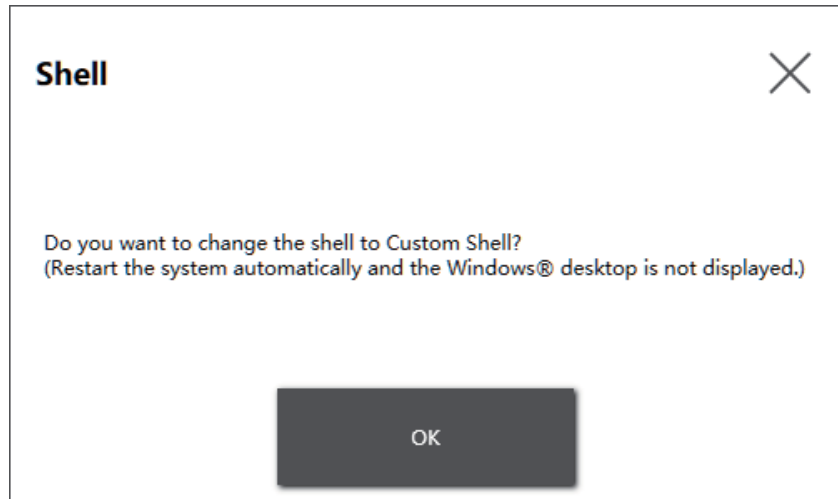 Shell
Do you want to change the shell to Custom Shell?
(Restart the system automatically and the Windows® desktop is not displayed.)
OK